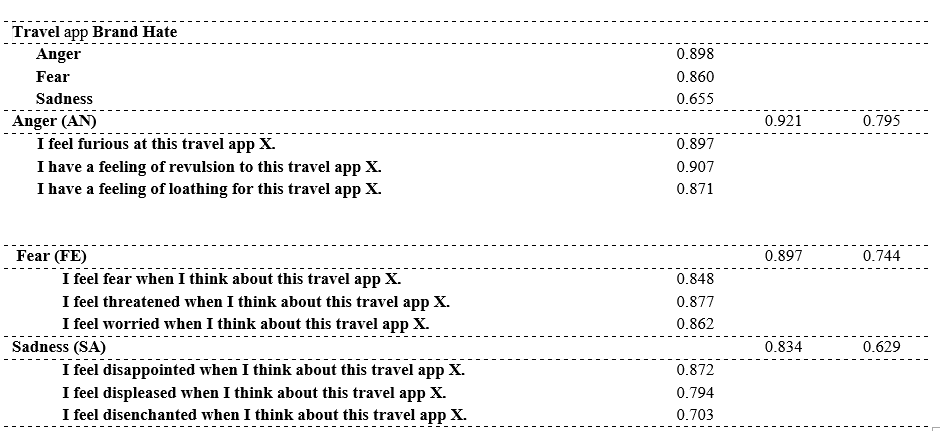 Travel app Brand Hate
Anger 0.898
Fear 0.860
Sadness 0.655
Anger (AN) 0.921 0.795
I feel furious at this travel app X. 0.897
I have a feeling of revulsion to this travel app X. 0.907
I have a feeling of loathing for this travel app X. 0.871
Fear (FE) 0.897 0.744
I feel fear when I think about this travel app X. 0.848
I feel threatened when I think about this travel app X. 0.877
I feel worried when I think about this travel app X. 0.862
Sadness (SA) 0.834 0.629
I feel disappointed when I think about this travel app X. 0.872
I feel displeased when I think about this travel app X. 0.794
I feel disenchanted when I think about this travel app X. 0.703